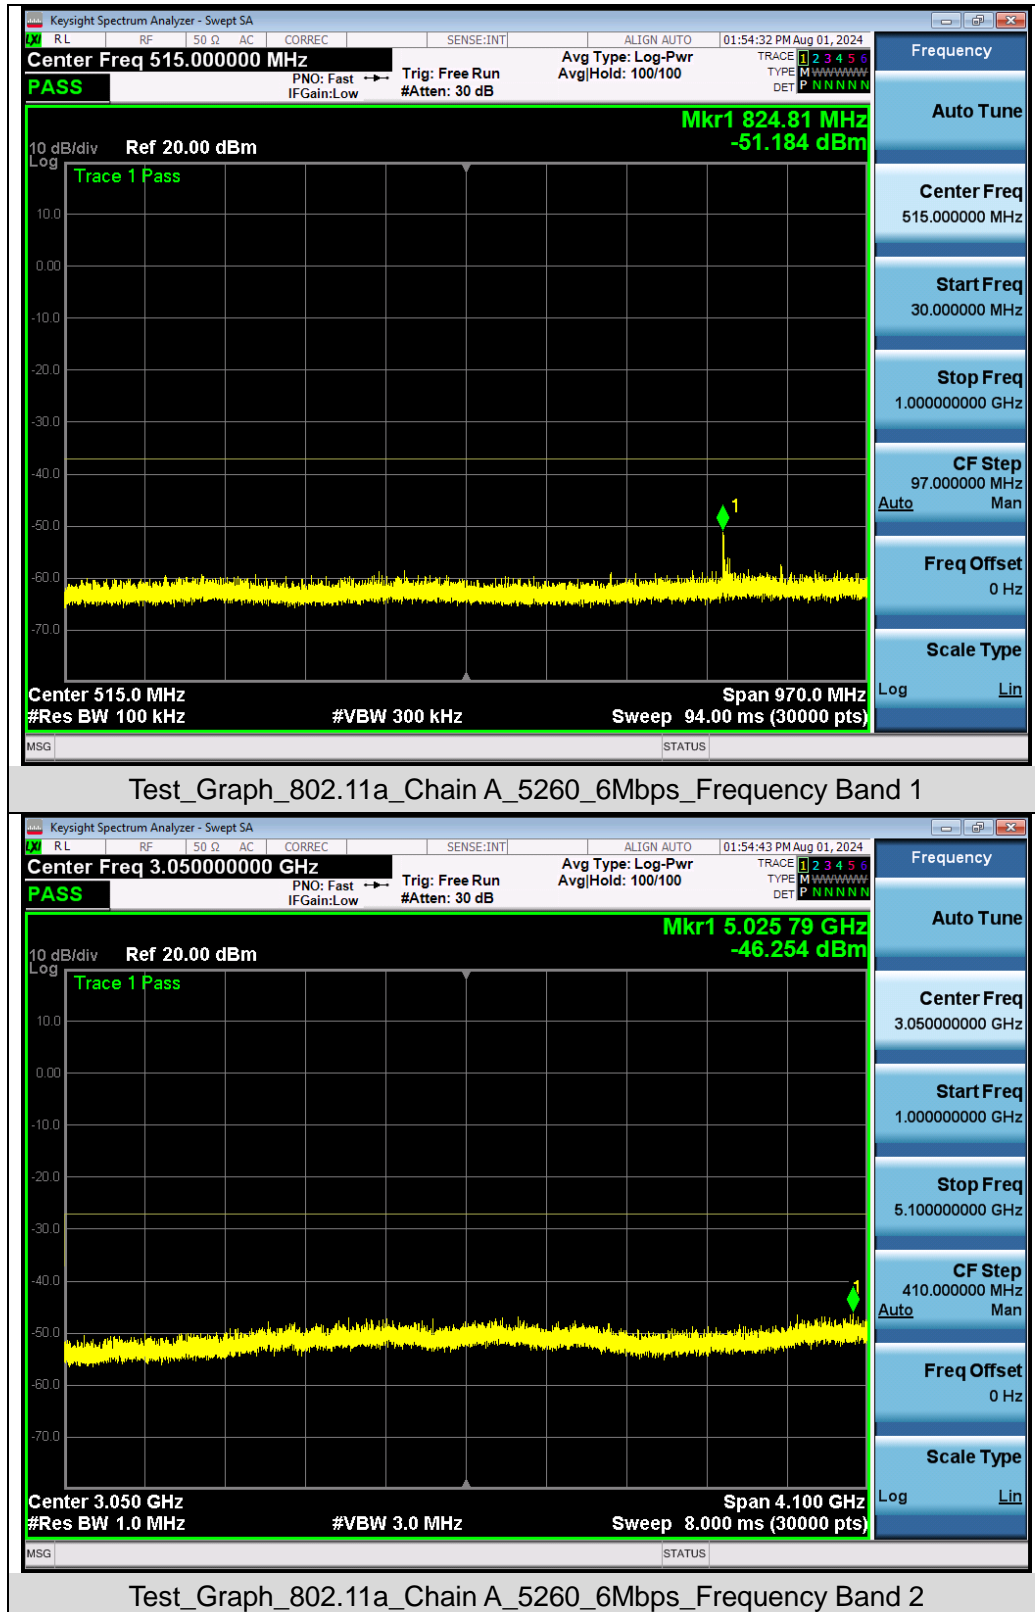 Keysight Spectrum Analyzer - Swept SA
LXI RL RF 50 Ω AC CORREC SENSE:INT ALIGN AUTO 01:54:32 PM Aug 01, 2024
Center Freq 515.000000 MHz
PASS
PNO: Fast
IFGain:Low
Trig: Free Run
#Atten: 30 dB
Avg Type: Log-Pwr
Avg|Hold: 100/100
TRACE 1 2 3 4 5 6
TYPE M WWWWW
DET P N N N N N
Mkr1 824.81 MHz
-51.184 dBm
10 dB/div Ref 20.00 dBm
Log
Trace 1 Pass
10.0
0.00
-10.0
-20.0
-30.0
-40.0
-50.0
-60.0
-70.0
1
Center 515.0 MHz Span 970.0 MHz
#Res BW 100 kHz #VBW 300 kHz Sweep 94.00 ms (30000 pts)
MSG STATUS
Frequency
Auto Tune
Center Freq
515.000000 MHz
Start Freq
30.000000 MHz
Stop Freq
1.000000000 GHz
CF Step
97.000000 MHz
Auto Man
Freq Offset
0 Hz
Scale Type
Log Lin
Test_Graph_802.11a_Chain A_5260_6Mbps_Frequency Band 1
Keysight Spectrum Analyzer - Swept SA
LXI RL RF 50 Ω AC CORREC SENSE:INT ALIGN AUTO 01:54:43 PM Aug 01, 2024
Center Freq 3.050000000 GHz
PASS
PNO: Fast
IFGain:Low
Trig: Free Run
#Atten: 30 dB
Avg Type: Log-Pwr
Avg|Hold: 100/100
TRACE 1 2 3 4 5 6
TYPE M WWWWW
DET P N N N N N
Mkr1 5.025 79 GHz
-46.254 dBm
10 dB/div Ref 20.00 dBm
Log
Trace 1 Pass
10.0
0.00
-10.0
-20.0
-30.0
-40.0
-50.0
-60.0
-70.0
1
Center 3.050 GHz Span 4.100 GHz
#Res BW 1.0 MHz #VBW 3.0 MHz Sweep 8.000 ms (30000 pts)
MSG STATUS
Frequency
Auto Tune
Center Freq
3.050000000 GHz
Start Freq
1.000000000 GHz
Stop Freq
5.100000000 GHz
CF Step
410.000000 MHz
Auto Man
Freq Offset
0 Hz
Scale Type
Log Lin
Test_Graph_802.11a_Chain A_5260_6Mbps_Frequency Band 2